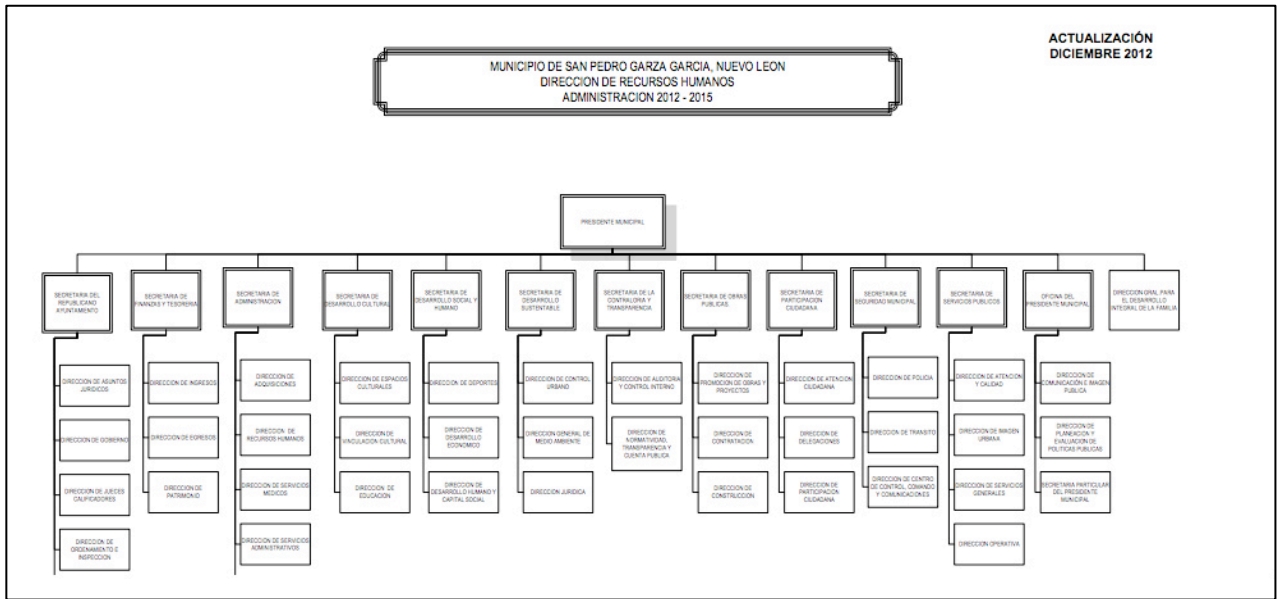 ACTUALIZACIÓN
DICIEMBRE 2012
MUNICIPIO DE SAN PEDRO GARZA GARCIA, NUEVO LEON
DIRECCION DE RECURSOS HUMANOS
ADMINISTRACION 2012 - 2015
PRESIDENTE MUNICIPAL
SECRETARIA DEL
REPUBLICANO
AYUNTAMIENTO
SECRETARIA DE
FINANZAS Y TESORERIA
SECRETARIA DE
ADMINISTRACION
SECRETARIA DE
DESARROLLO CULTURAL
SECRETARIA DE
DESARROLLO SOCIAL Y
HUMANO
SECRETARIA DE
DESARROLLO
SUSTENTABLE
SECRETARIA DE LA
CONTRALORIA Y
TRANSPARENCIA
SECRETARIA DE OBRAS
PUBLICAS
SECRETARIA DE
PARTICIPACION
CIUDADANA
SECRETARIA DE
SEGURIDAD MUNICIPAL
SECRETARIA DE
SERVICIOS PUBLICOS
OFICINA DEL
PRESIDENTE MUNICIPAL
DIRECCION GRAL. PARA
EL DESARROLLO
INTEGRAL DE LA FAMILIA
DIRECCION DE ASUNTOS
JURIDICOS
DIRECCION DE GOBIERNO
DIRECCION DE JUECES
CALIFICADORES
DIRECCION DE
ORDENAMIENTO E
INSPECCION
DIRECCION DE INGRESOS
DIRECCION DE EGRESOS
DIRECCION DE
PATRIMONIO
DIRECCION DE
ADQUISICIONES
DIRECCION DE
RECURSOS HUMANOS
DIRECCION DE SERVICIOS
MEDICOS
DIRECCION DE SERVICIOS
ADMINISTRATIVOS
DIRECCION DE ESPACIOS
CULTURALES
DIRECCION DE
VINCULACION CULTURAL
DIRECCION DE
EDUCACION
DIRECCION DE DEPORTES
DIRECCION DE
DESARROLLO
ECONOMICO
DIRECCION DE
DESARROLLO HUMANO Y
CAPITAL SOCIAL
DIRECCION DE CONTROL
URBANO
DIRECCION GENERAL DE
MEDIO AMBIENTE
DIRECCION JURIDICA
DIRECCION DE AUDITORIA
Y CONTROL INTERNO
DIRECCION DE
NORMATIVIDAD,
TRANSPARENCIA Y
CUENTA PUBLICA
DIRECCION DE
PROMOCION DE OBRAS Y
PROYECTOS
DIRECCION DE
CONTRATACION
DIRECCION DE
CONSTRUCCIÓN
DIRECCION DE ATENCION
CIUDADANA
DIRECCION DE
DELEGACIONES
DIRECCION DE
PARTICIPACION
CIUDADANA
DIRECCION DE POLICIA
DIRECCION DE TRANSITO
DIRECCION DE CENTRO
DE CONTROL, COMANDO
Y COMUNICACIONES
DIRECCION DE ATENCION
Y CALIDAD
DIRECCION DE IMAGEN
URBANA
DIRECCION DE SERVICIOS
GENERALES
DIRECCION OPERATIVA
DIRECCION DE
COMUNICACIÓN E IMAGEN
PUBLICA
DIRECCION DE
PLANEACION Y
EVALUACION DE
POLITICAS PUBLICAS
SECRETARIA PARTICULAR
DEL PRESIDENTE
MUNICIPAL